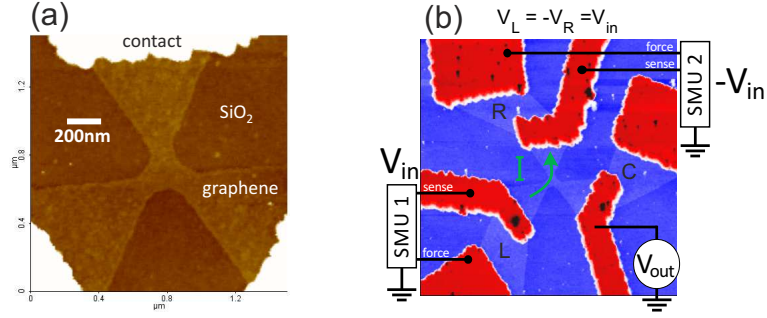 (a)
contact
SiO₂
200nm
graphene
1.2
0.8
0.4
0
µm
0
0.4
0.8
1.2
µm
(b)
V_L = -V_R =V_in
force
sense
SMU 2
-V_in
R
I
C
V_in
sense
SMU 1
force
L
V_out